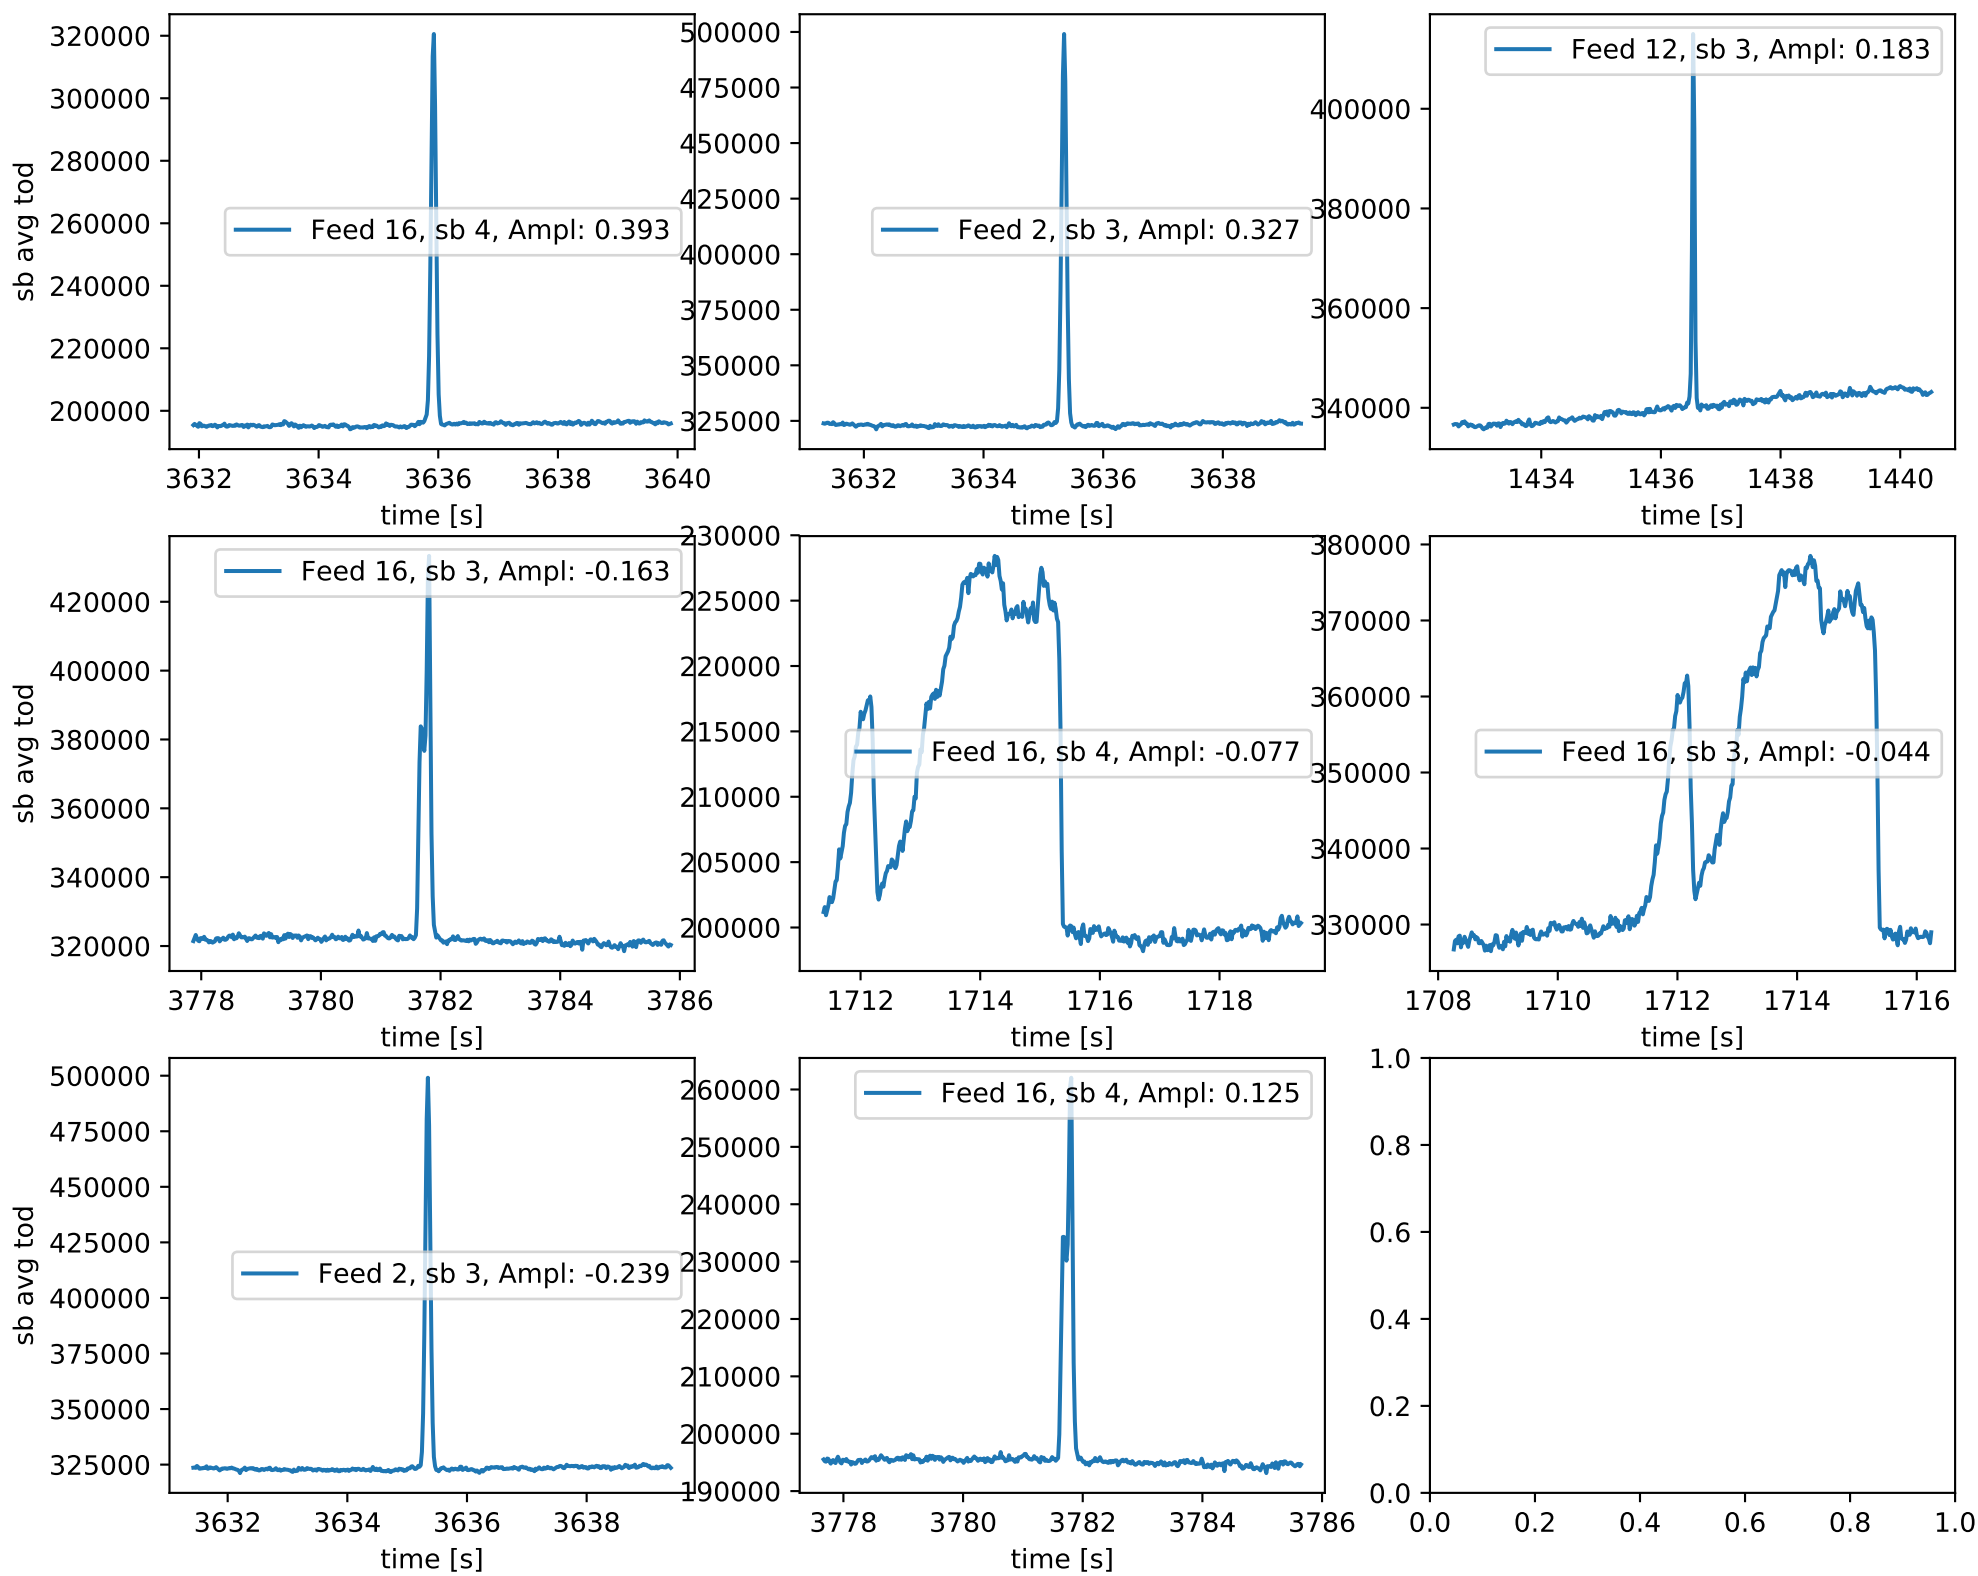 320000
300000
280000
260000
240000
220000
200000
sb avg tod
Feed 16, sb 4, Ampl: 0.393
3632 3634 3636 3638 3640
time [s]
500000
475000
450000
425000
400000
375000
350000
325000
Feed 2, sb 3, Ampl: 0.327
3632 3634 3636 3638
time [s]
400000
380000
360000
340000
Feed 12, sb 3, Ampl: 0.183
1434 1436 1438 1440
time [s]
420000
400000
380000
360000
340000
320000
sb avg tod
Feed 16, sb 3, Ampl: -0.163
3778 3780 3782 3784 3786
time [s]
230000
225000
220000
215000
210000
205000
200000
Feed 16, sb 4, Ampl: -0.077
1712 1714 1716 1718
time [s]
380000
370000
360000
350000
340000
330000
Feed 16, sb 3, Ampl: -0.044
1708 1710 1712 1714 1716
time [s]
500000
475000
450000
425000
400000
375000
350000
325000
sb avg tod
Feed 2, sb 3, Ampl: -0.239
3632 3634 3636 3638
time [s]
260000
250000
240000
230000
220000
210000
200000
190000
Feed 16, sb 4, Ampl: 0.125
3778 3780 3782 3784 3786
time [s]
1.0
0.8
0.6
0.4
0.2
0.0
0.0 0.2 0.4 0.6 0.8 1.0